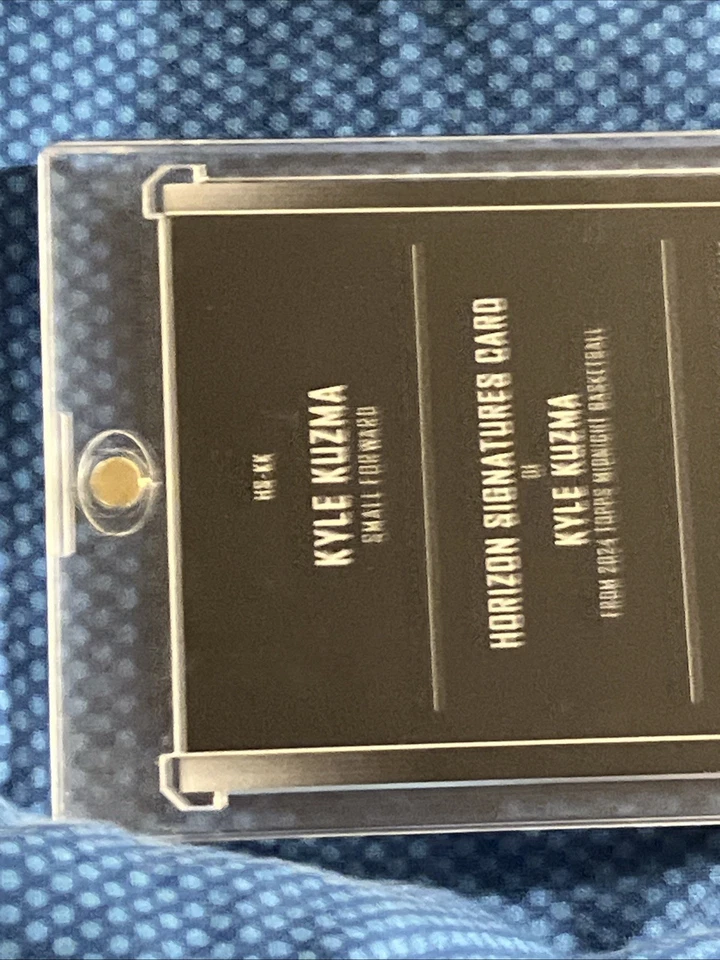 HS-KK
KYLE KUZMA
SMALL FORWARD
HORIZON SIGNATURES CARD
OF
KYLE KUZMA
FROM 2024 TOPPS MIDNIGHT BASKETBALL